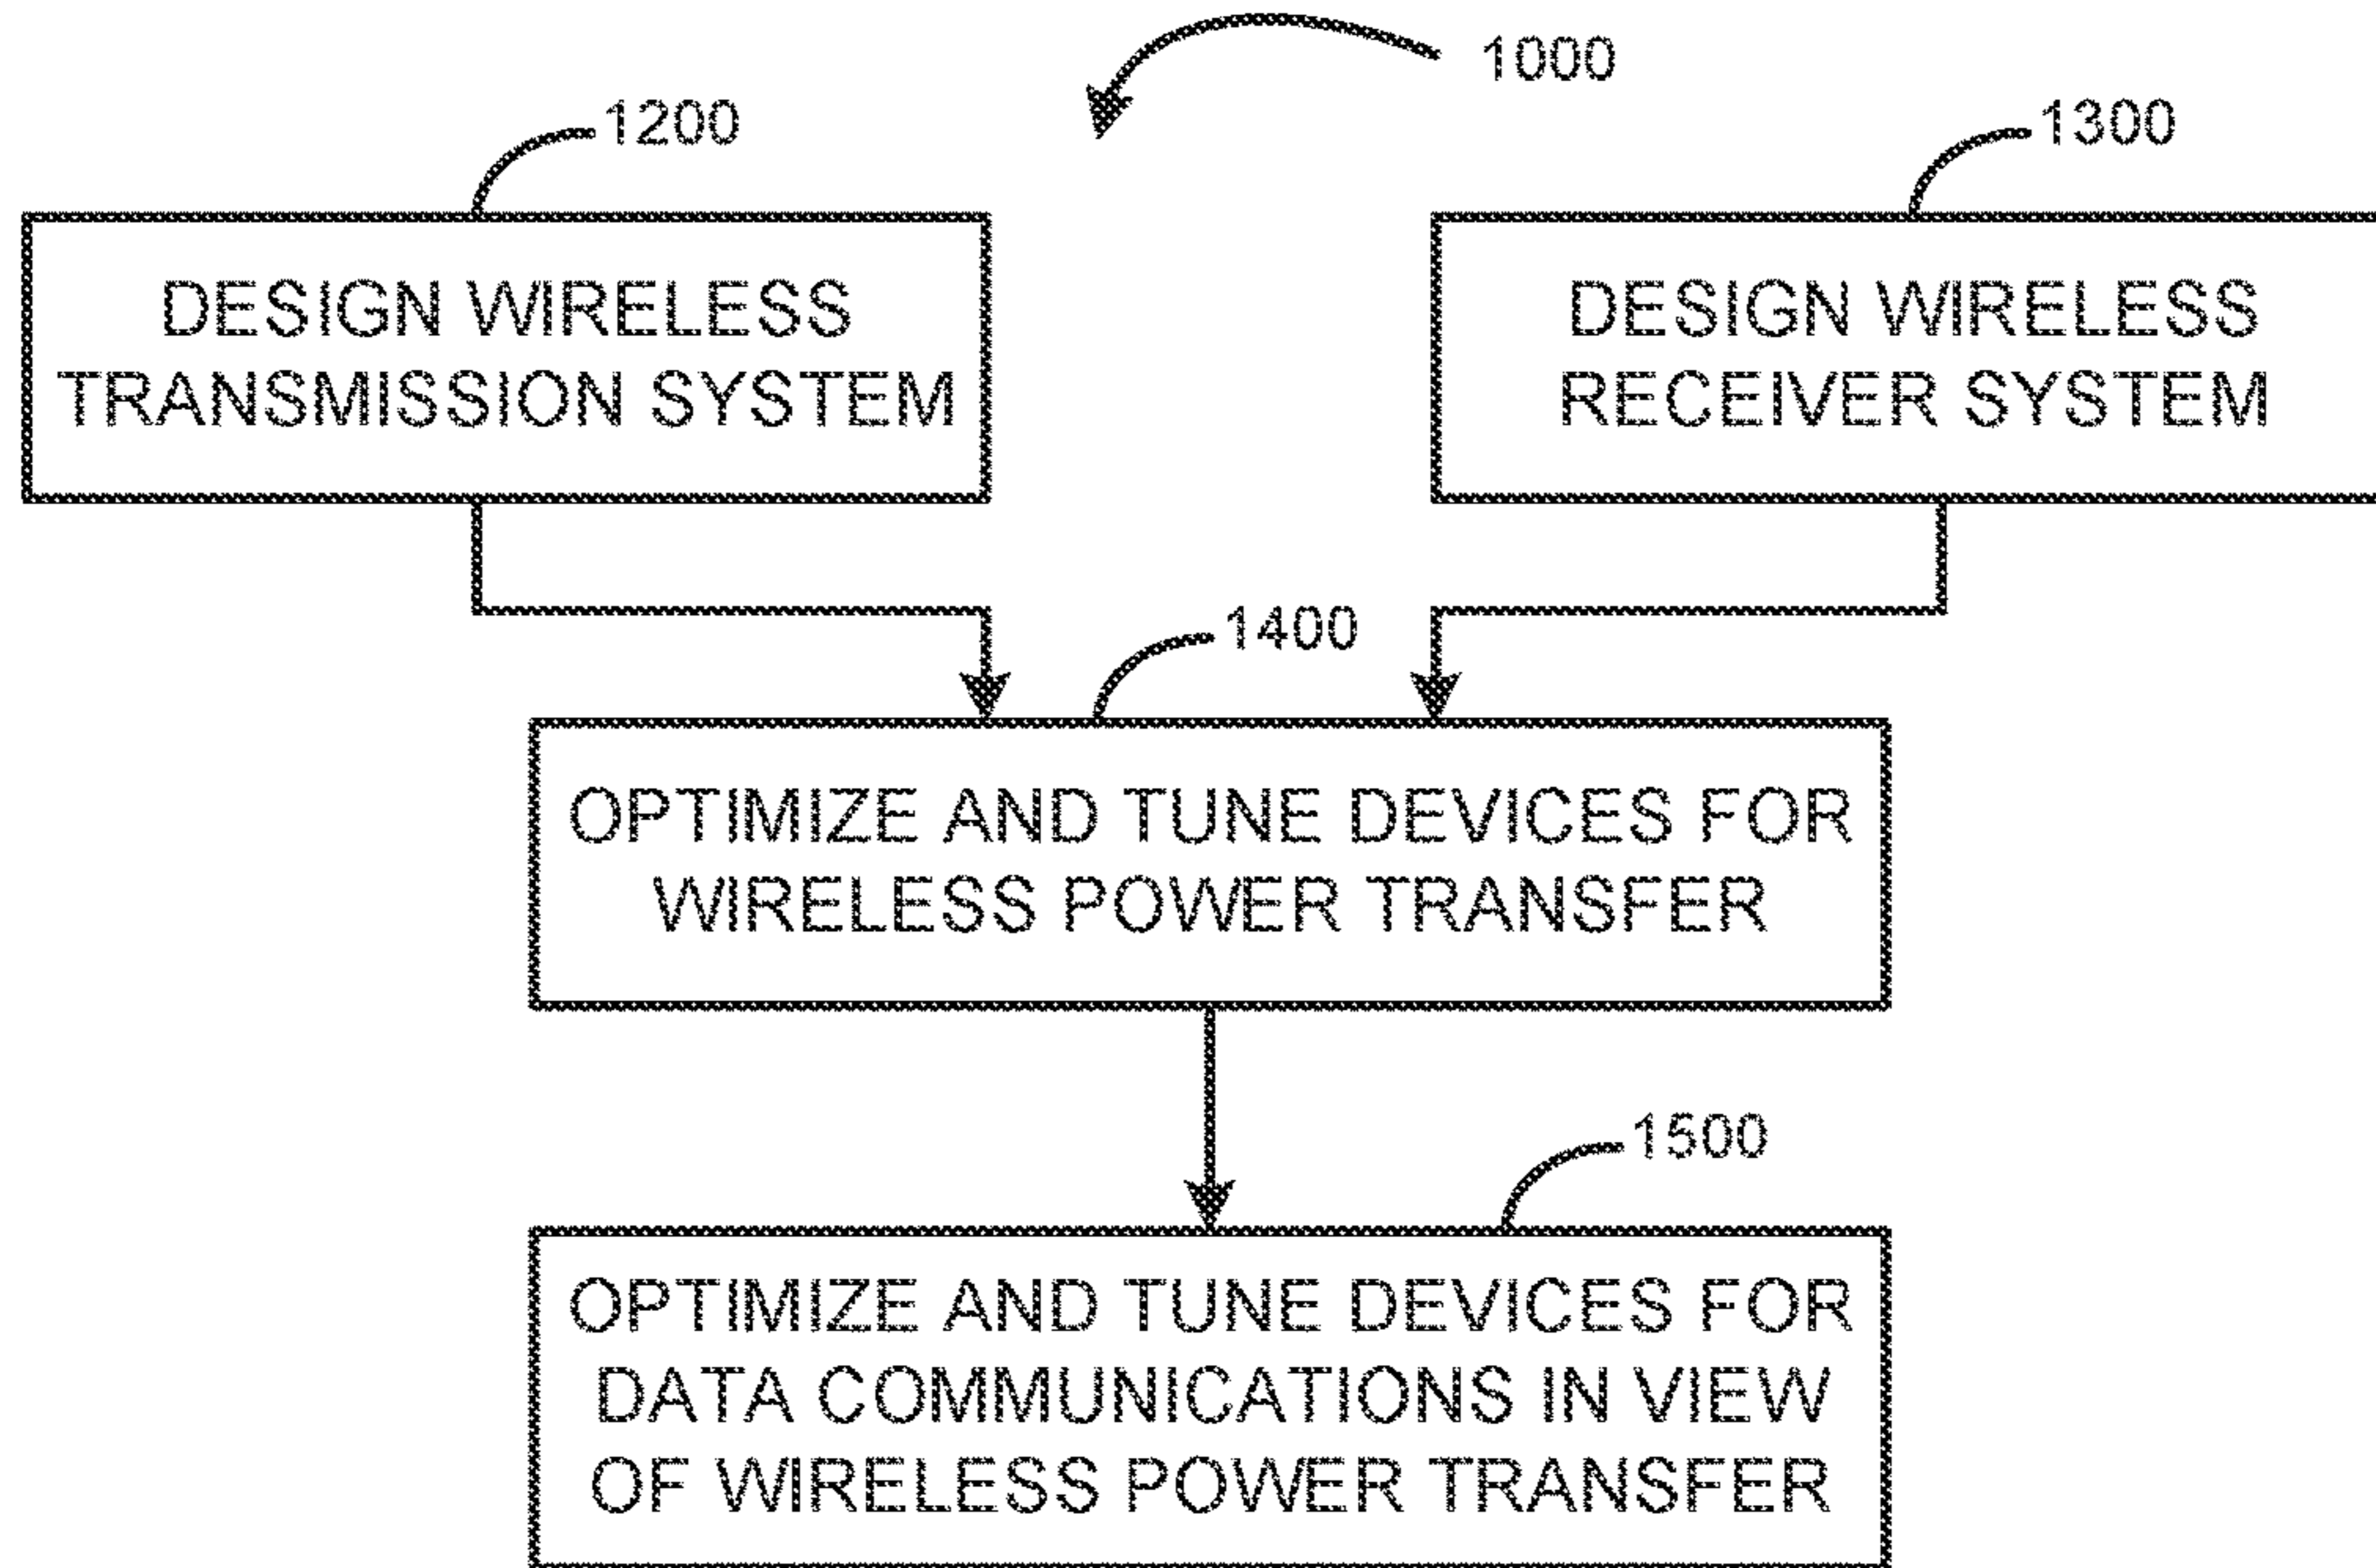 1000
1200
1300
DESIGN WIRELESS
TRANSMISSION SYSTEM
DESIGN WIRELESS
RECEIVER SYSTEM
1400
OPTIMIZE AND TUNE DEVICES FOR
WIRELESS POWER TRANSFER
1500
OPTIMIZE AND TUNE DEVICES FOR
DATA COMMUNICATIONS IN VIEW
OF WIRELESS POWER TRANSFER